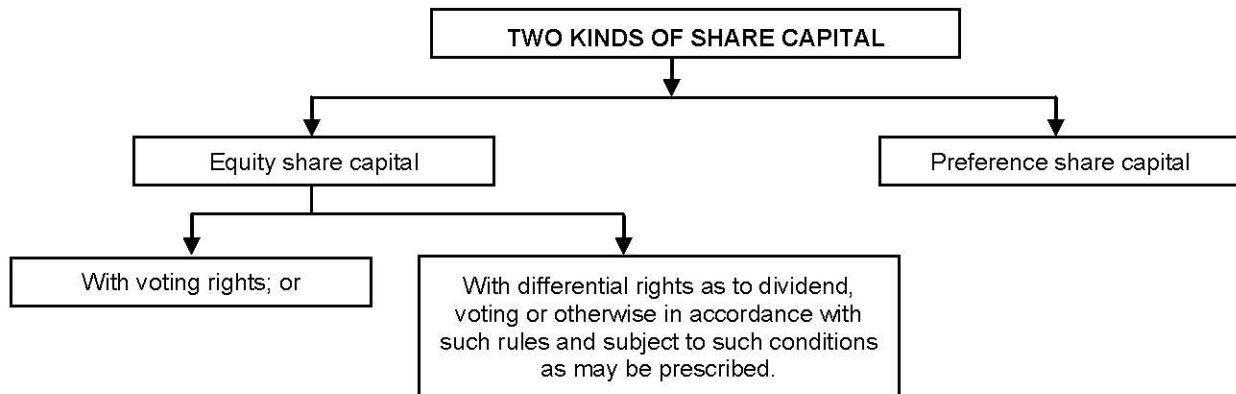 TWO KINDS OF SHARE CAPITAL
Equity share capital
Preference share capital
With voting rights; or
With differential rights as to dividend,
voting or otherwise in accordance with
such rules and subject to such conditions
as may be prescribed.